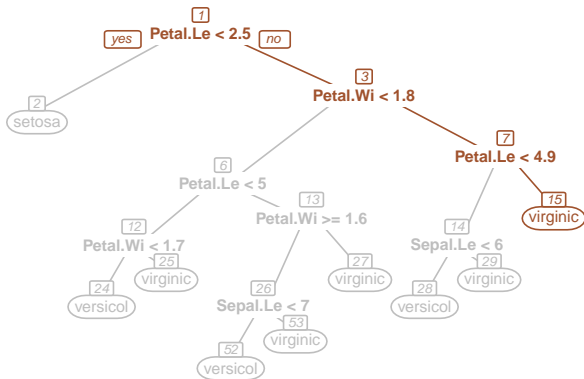 1
Petal.Le < 2.5
yes
no
2
setosa
3
Petal.Wi < 1.8
6
Petal.Le < 5
7
Petal.Le < 4.9
12
Petal.Wi < 1.7
13
Petal.Wi >= 1.6
14
Sepal.Le < 6
15
virginic
24
versicol
25
virginic
26
Sepal.Le < 7
27
virginic
28
versicol
29
virginic
52
versicol
53
virginic